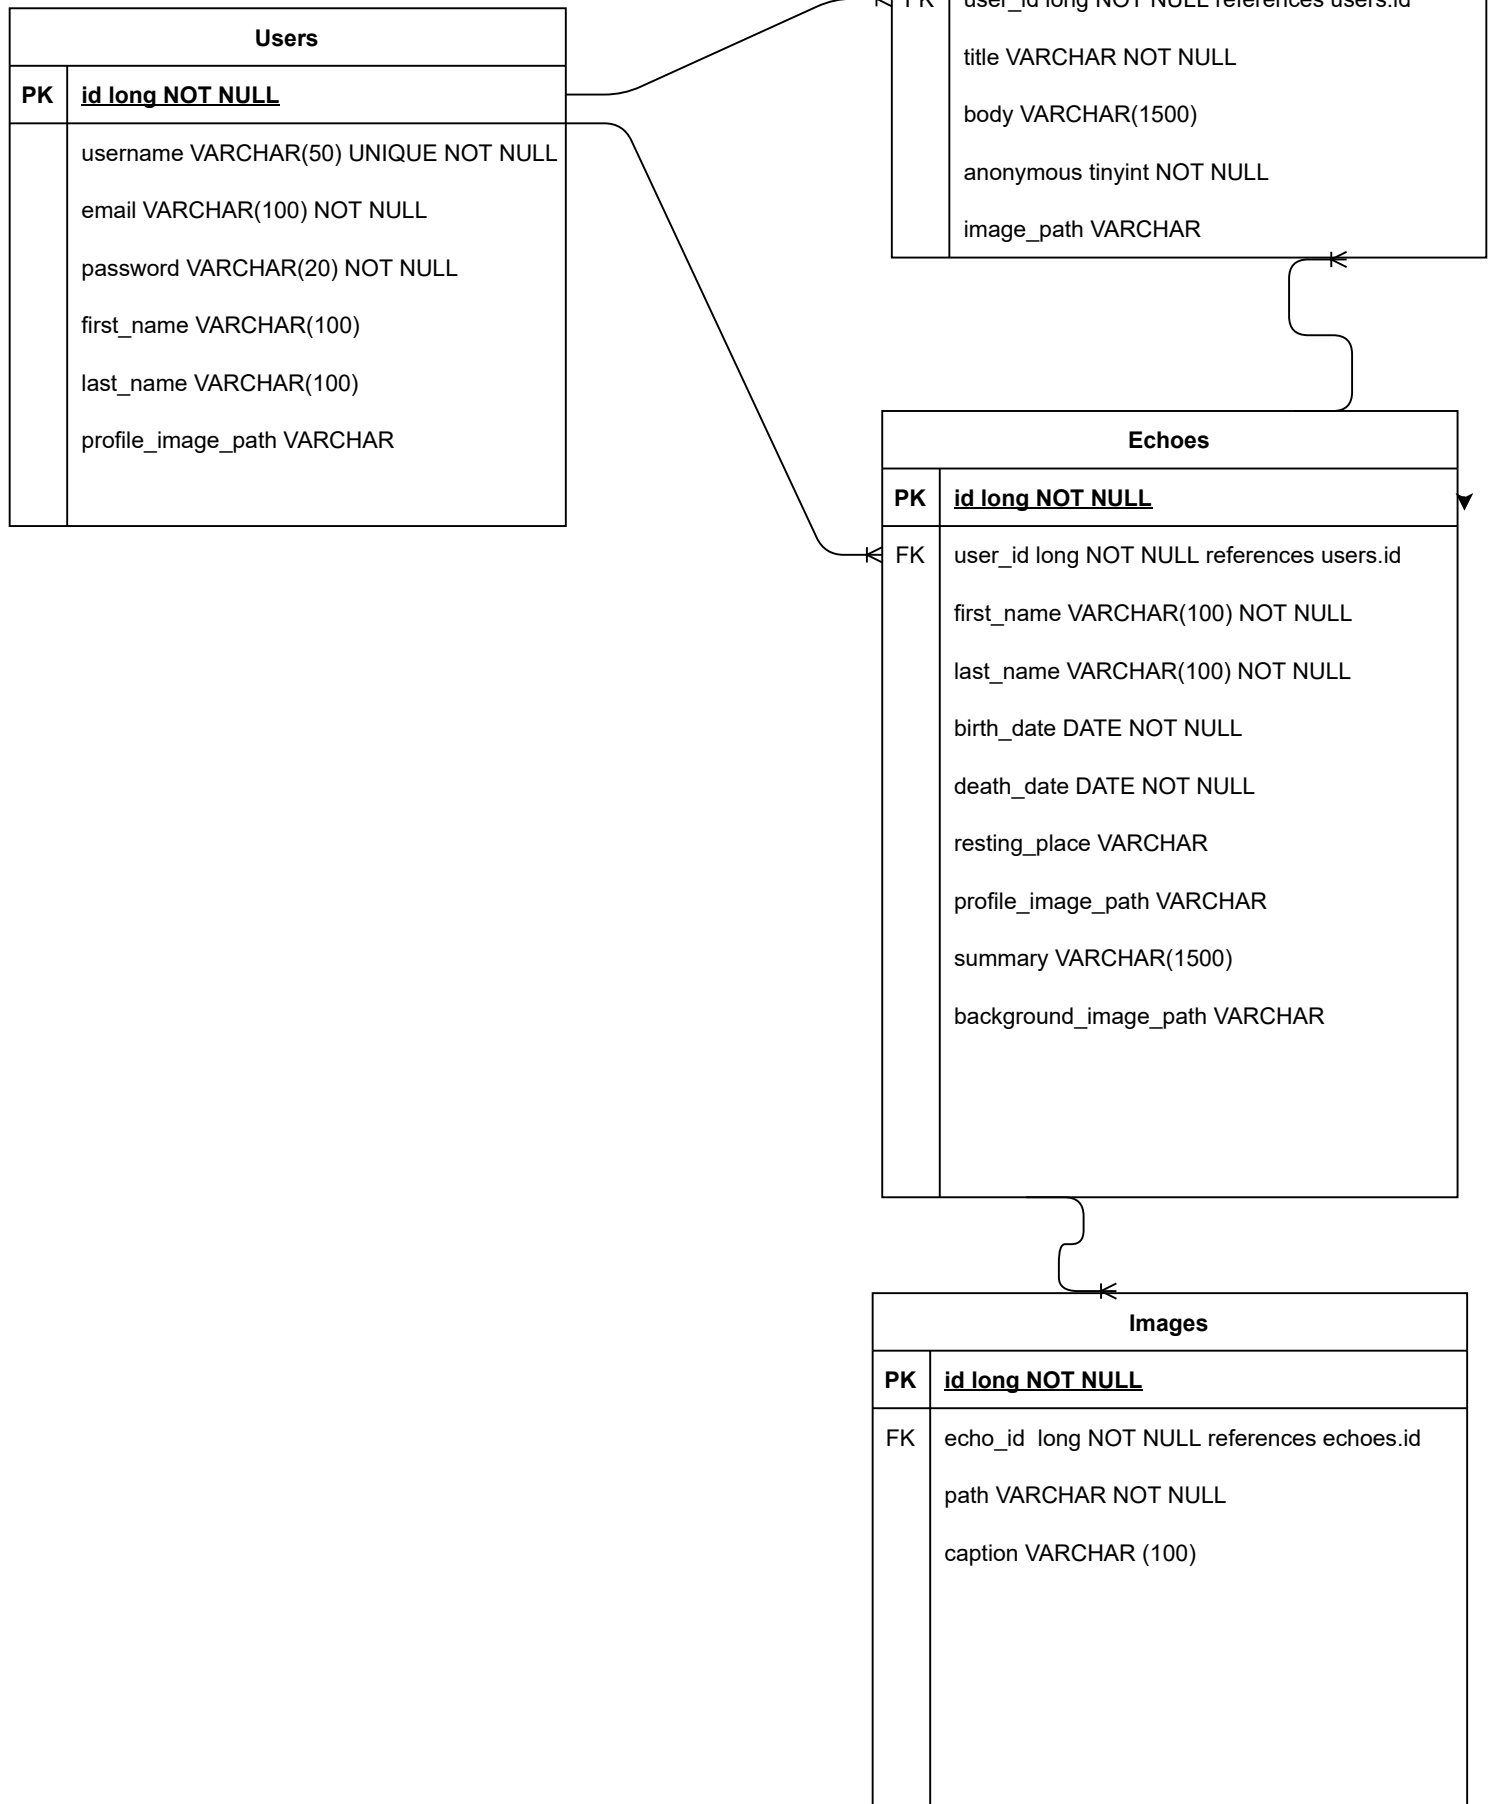 Users
PK id long NOT NULL
username VARCHAR(50) UNIQUE NOT NULL
email VARCHAR(100) NOT NULL
password VARCHAR(20) NOT NULL
first_name VARCHAR(100)
last_name VARCHAR(100)
profile_image_path VARCHAR
FK user_id long NOT NULL references users.id
title VARCHAR NOT NULL
body VARCHAR(1500)
anonymous tinyint NOT NULL
image_path VARCHAR
Echoes
PK id long NOT NULL
FK user_id long NOT NULL references users.id
first_name VARCHAR(100) NOT NULL
last_name VARCHAR(100) NOT NULL
birth_date DATE NOT NULL
death_date DATE NOT NULL
resting_place VARCHAR
profile_image_path VARCHAR
summary VARCHAR(1500)
background_image_path VARCHAR
Images
PK id long NOT NULL
FK echo_id  long NOT NULL references echoes.id
path VARCHAR NOT NULL
caption VARCHAR (100)